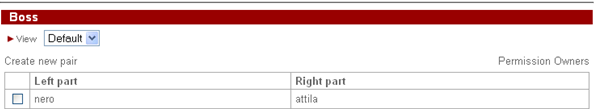 Boss
View Default
Create new pair Permission Owners
Left part Right part
nero attila